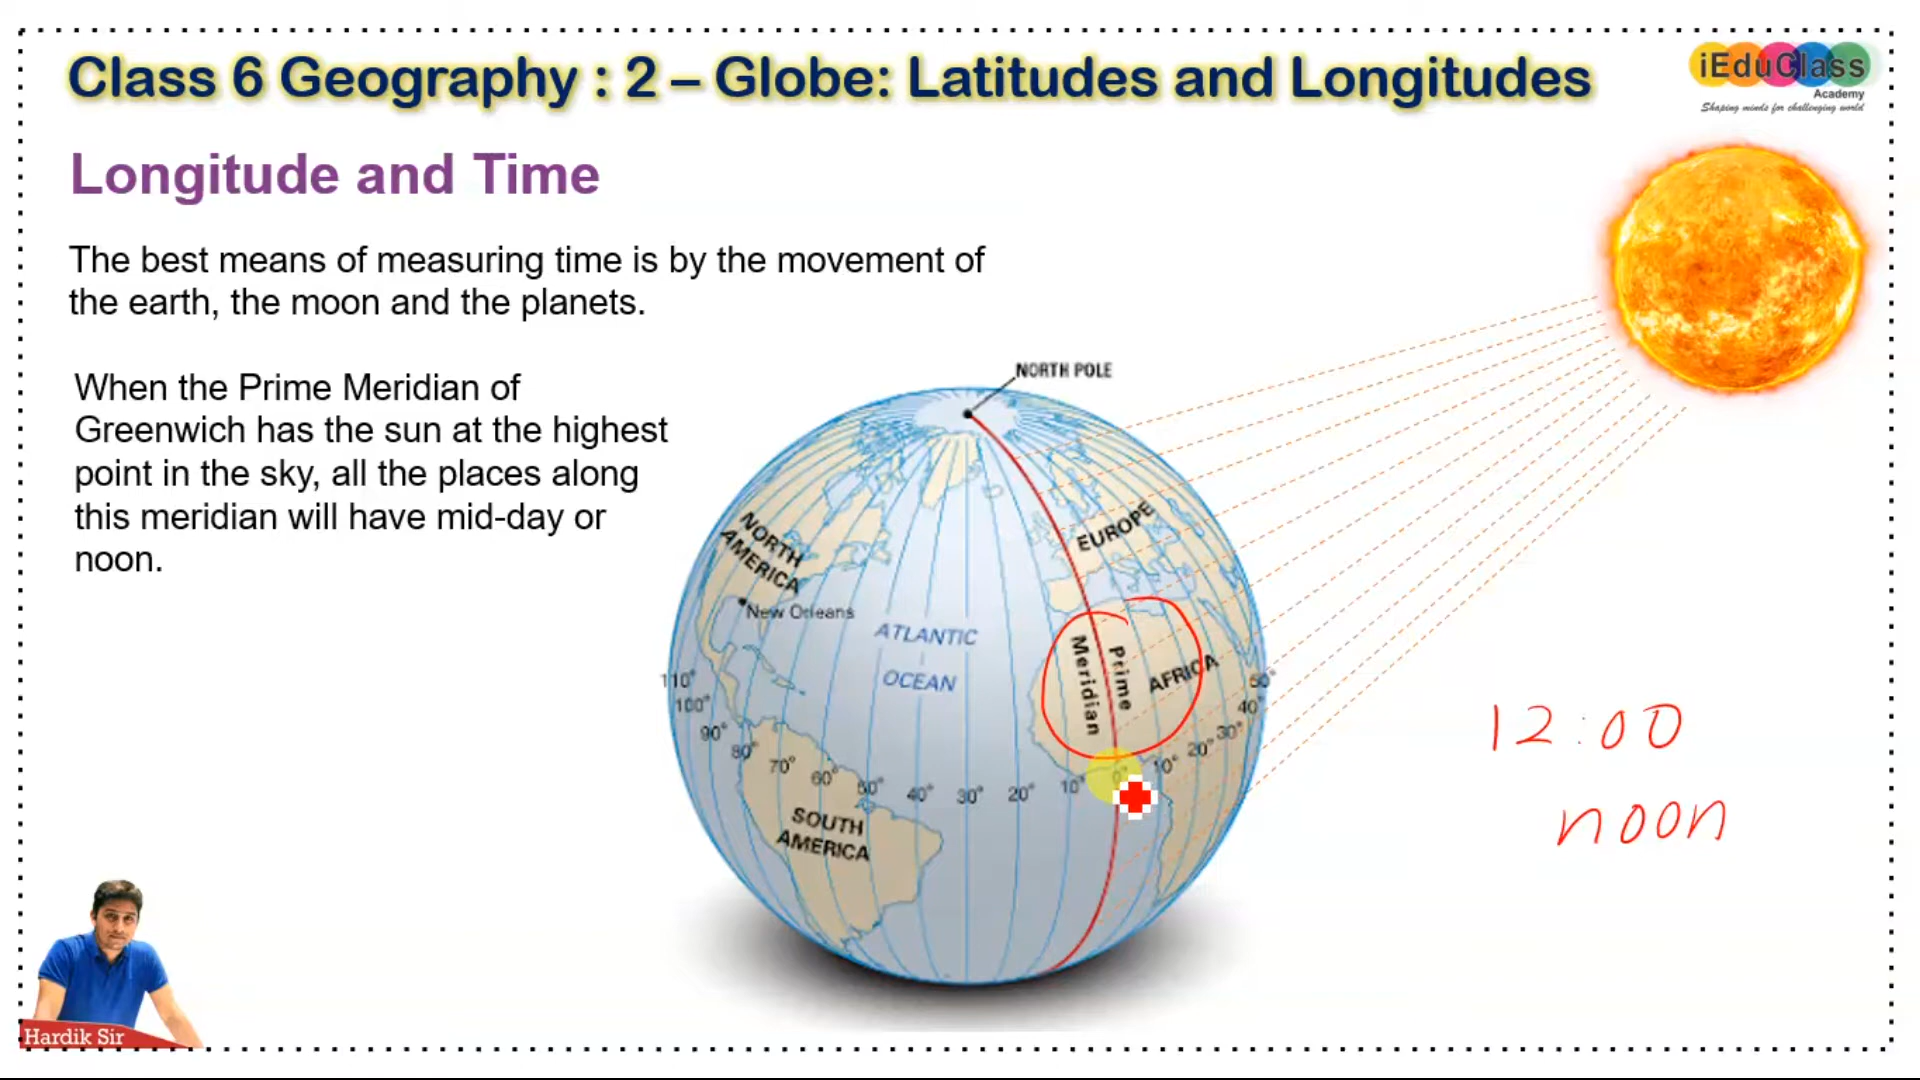 Class 6 Geography : 2 – Globe: Latitudes and Longitudes
iEduClass
Academy
Shaping minds for challenging world
Longitude and Time
The best means of measuring time is by the movement of
the earth, the moon and the planets.
When the Prime Meridian of
Greenwich has the sun at the highest
point in the sky, all the places along
this meridian will have mid-day or
noon.
NORTH POLE
NORTH
AMERICA
New Orleans
EUROPE
ATLANTIC
OCEAN
Prime
Meridian
AFRICA
110°
100°
90°
80°
70°
60°
50°
40°
30°
20°
10°
0°
10°
20°
30°
40°
50°
SOUTH
AMERICA
12:00
noon
Hardik Sir